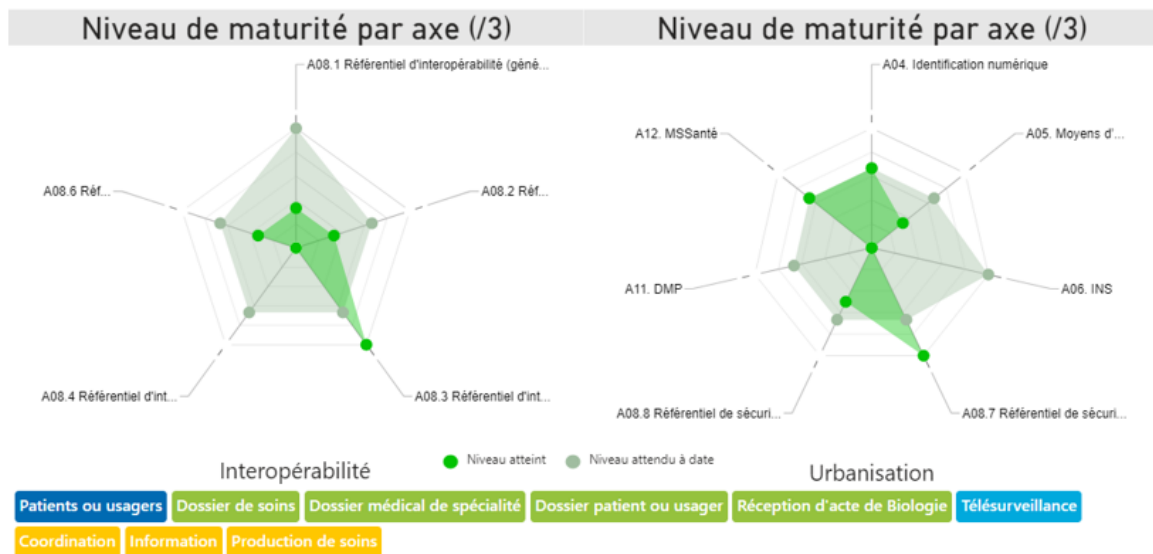 Niveau de maturité par axe (/3)
A08.1 Référentiel d'interopérabilité (géné...
A08.6 Réf...
A08.2 Réf...
A08.4 Référentiel d'int...
A08.3 Référentiel d'int...
Niveau de maturité par axe (/3)
A04. Identification numérique
A12. MSSanté
A05. Moyens d'...
A11. DMP
A06. INS
A08.8 Référentiel de sécuri...
A08.7 Référentiel de sécuri...
Interopérabilité
Niveau atteint
Niveau attendu à date
Urbanisation
Patients ou usagers Dossier de soins Dossier médical de spécialité Dossier patient ou usager Réception d'acte de Biologie Télésurveillance
Coordination Information Production de soins